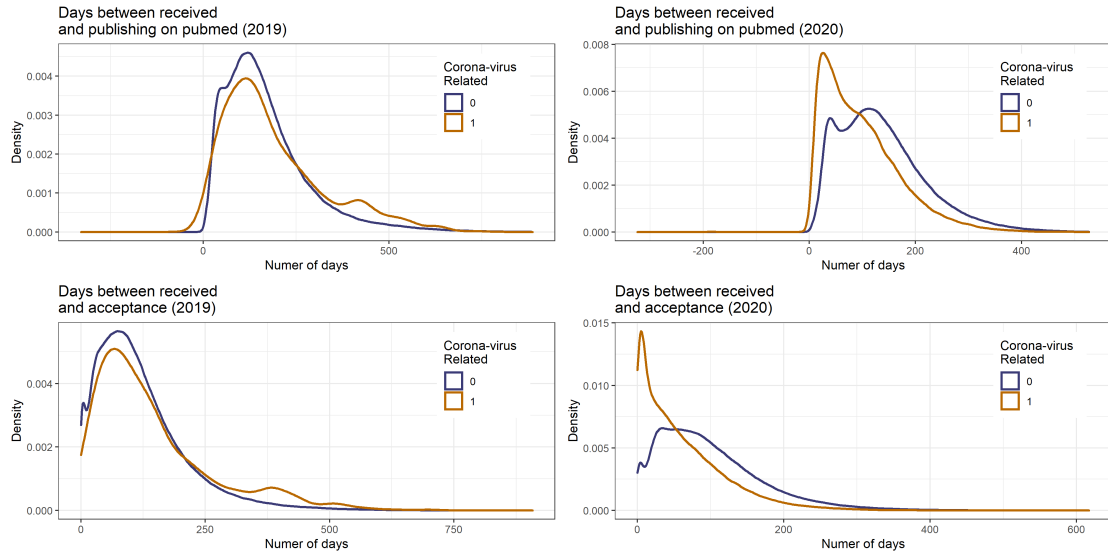 Days between received
and publishing on pubmed (2019)
Density
0.004
0.003
0.002
0.001
0.000
0
500
Numer of days
Corona-virus
Related
0
1
Days between received
and publishing on pubmed (2020)
Density
0.008
0.006
0.004
0.002
0.000
-200
0
200
400
Numer of days
Corona-virus
Related
0
1
Days between received
and acceptance (2019)
Density
0.004
0.002
0.000
0
250
500
750
Numer of days
Corona-virus
Related
0
1
Days between received
and acceptance (2020)
Density
0.015
0.010
0.005
0.000
0
200
400
600
Numer of days
Corona-virus
Related
0
1